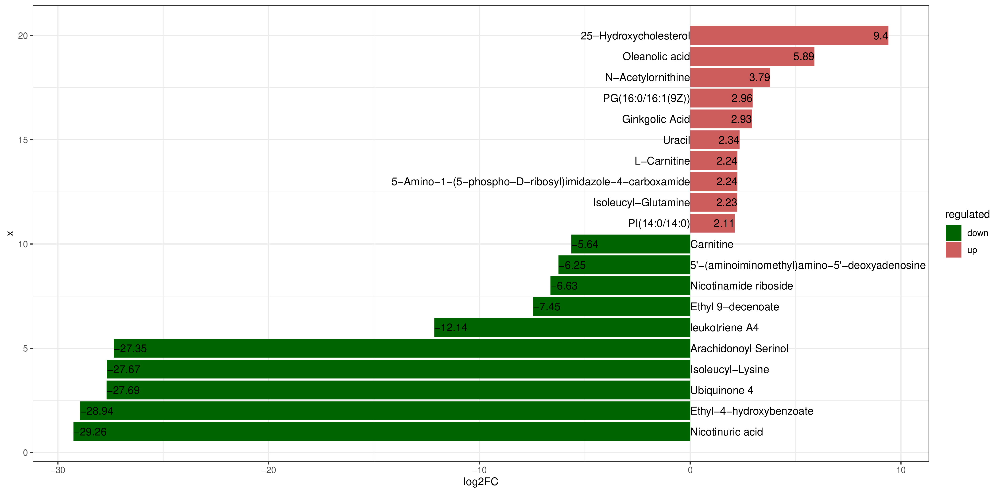 20
25−Hydroxycholesterol 9.4
Oleanolic acid 5.89
N−Acetylornithine 3.79
PG(16:0/16:1(9Z)) 2.96
Ginkgolic Acid 2.93
15
Uracil 2.34
L−Carnitine 2.24
5−Amino−1−(5−phospho−D−ribosyl)imidazole−4−carboxamide 2.24
Isoleucyl−Glutamine 2.23
PI(14:0/14:0) 2.11
x
10
−5.64 Carnitine
−6.25 5'−(aminoiminomethyl)amino−5'−deoxyadenosine
−6.63 Nicotinamide riboside
−7.45 Ethyl 9−decenoate
−12.14 leukotriene A4
5
−27.35 Arachidonoyl Serinol
−27.67 Isoleucyl−Lysine
−27.69 Ubiquinone 4
−28.94 Ethyl−4−hydroxybenzoate
−29.26 Nicotinuric acid
0
−30 −20 −10 0 10
log2FC
regulated
down
up